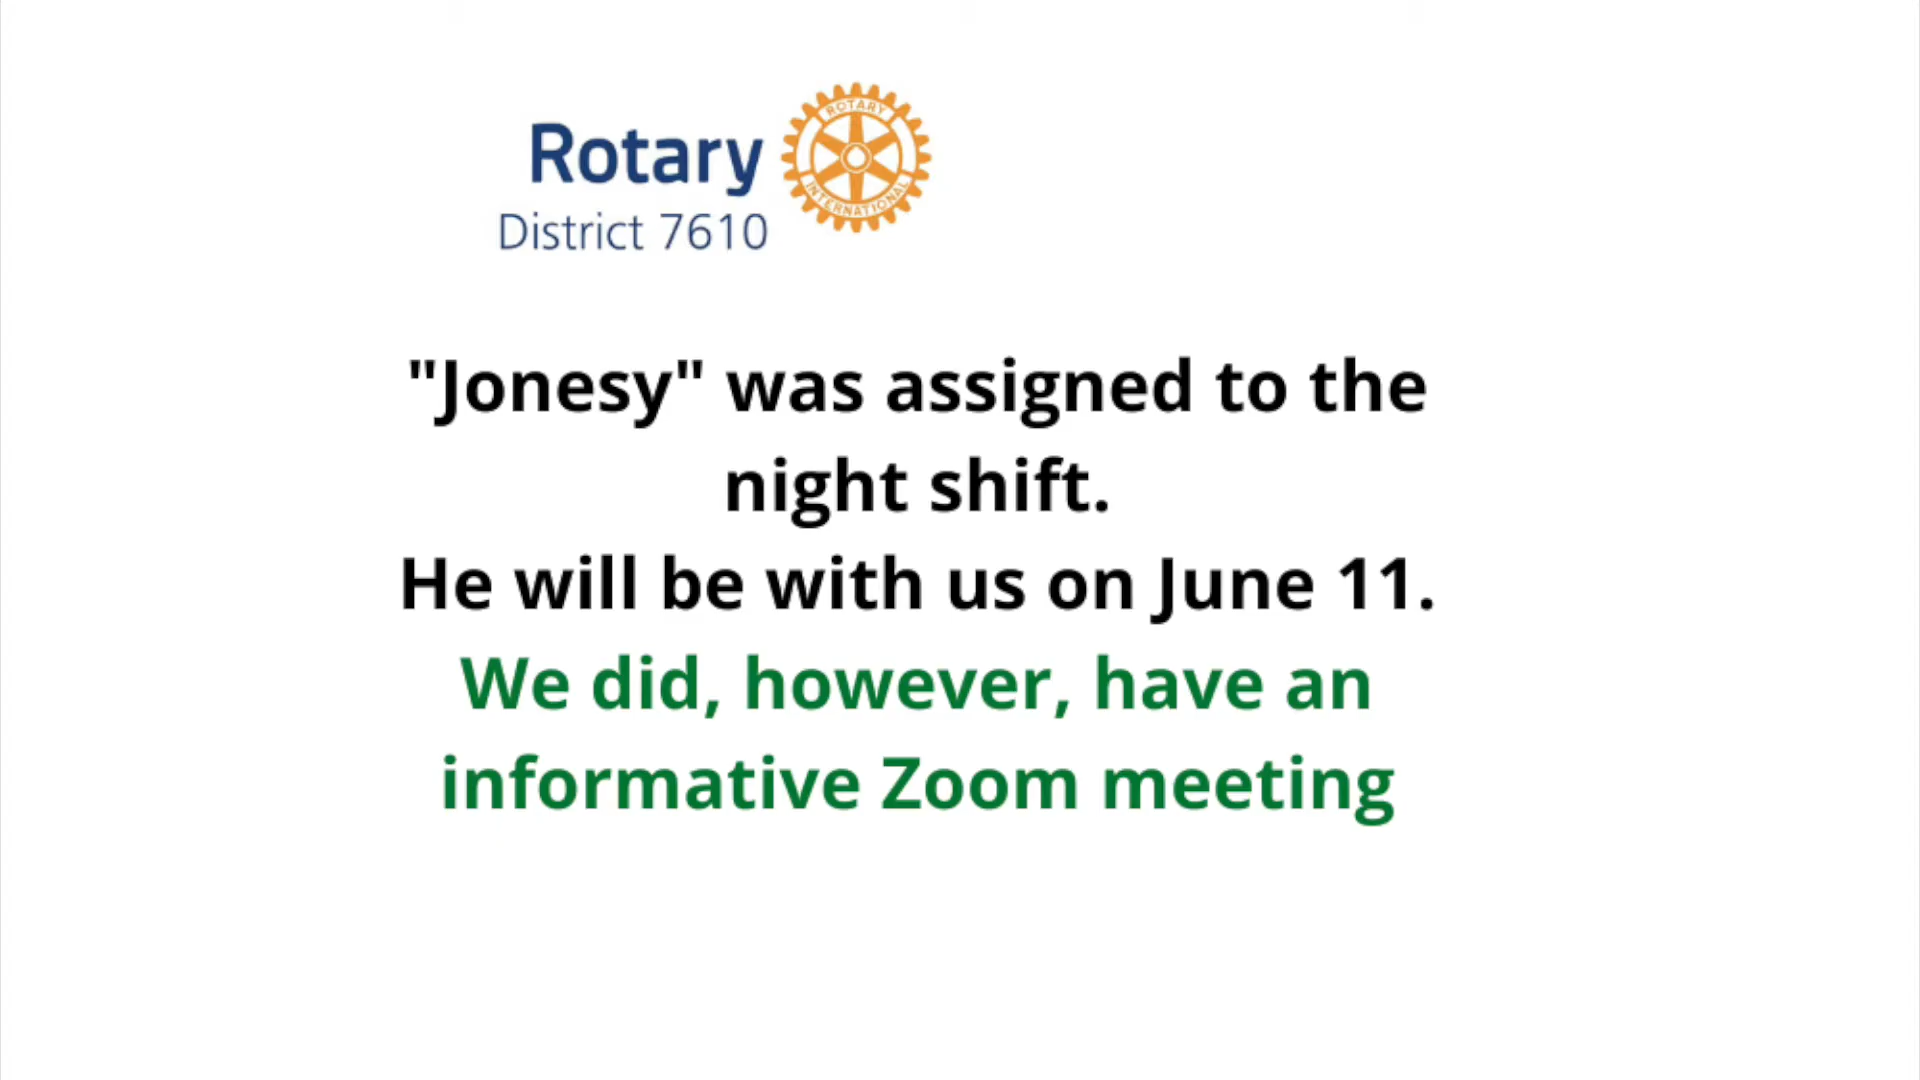 Rotary
District 7610
ROTARY
INTERNATIONAL
"Jonesy" was assigned to the
night shift.
He will be with us on June 11.
We did, however, have an
informative Zoom meeting